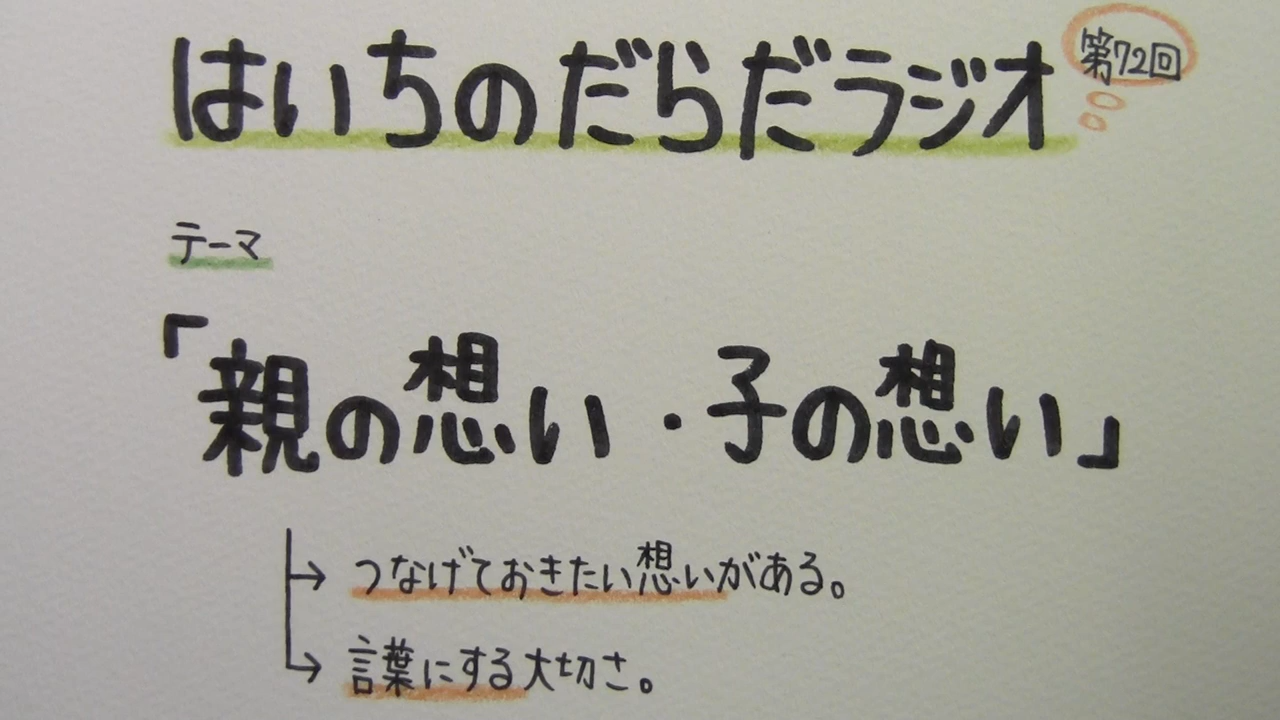 はいちのだらだラジオ 第72回
テーマ
「親の想い・子の想い」
つなげておきたい想いがある。
言葉にする大切さ。